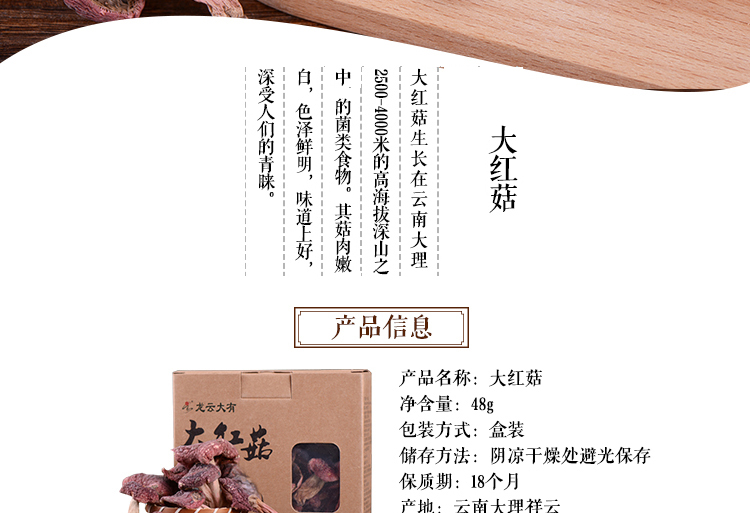 大红菇
大红菇生长在云南大理
2500-4000米的高海拔深山之
中 的菌类食物。其菇肉嫩
白，色泽鲜明，味道上好，
深受人们的青睐。
产品信息
龙云大有
大红菇
产品名称：大红菇
净含量：48g
包装方式：盒装
储存方法：阴凉干燥处避光保存
保质期：18个月
产地：云南大理祥云